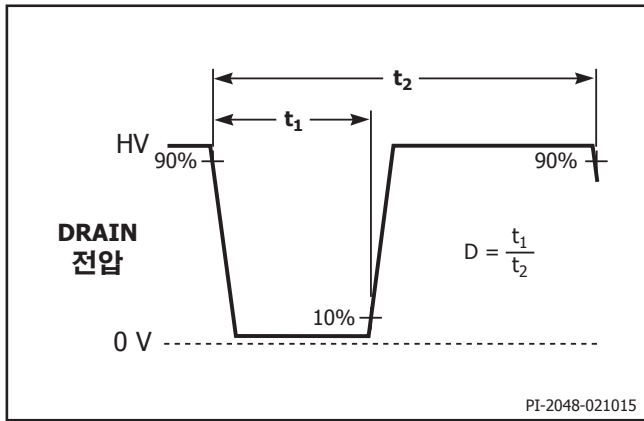 t2
t1
HV
90%
90%
DRAIN
전압
D = t1/t2
10%
0 V
PI-2048-021015